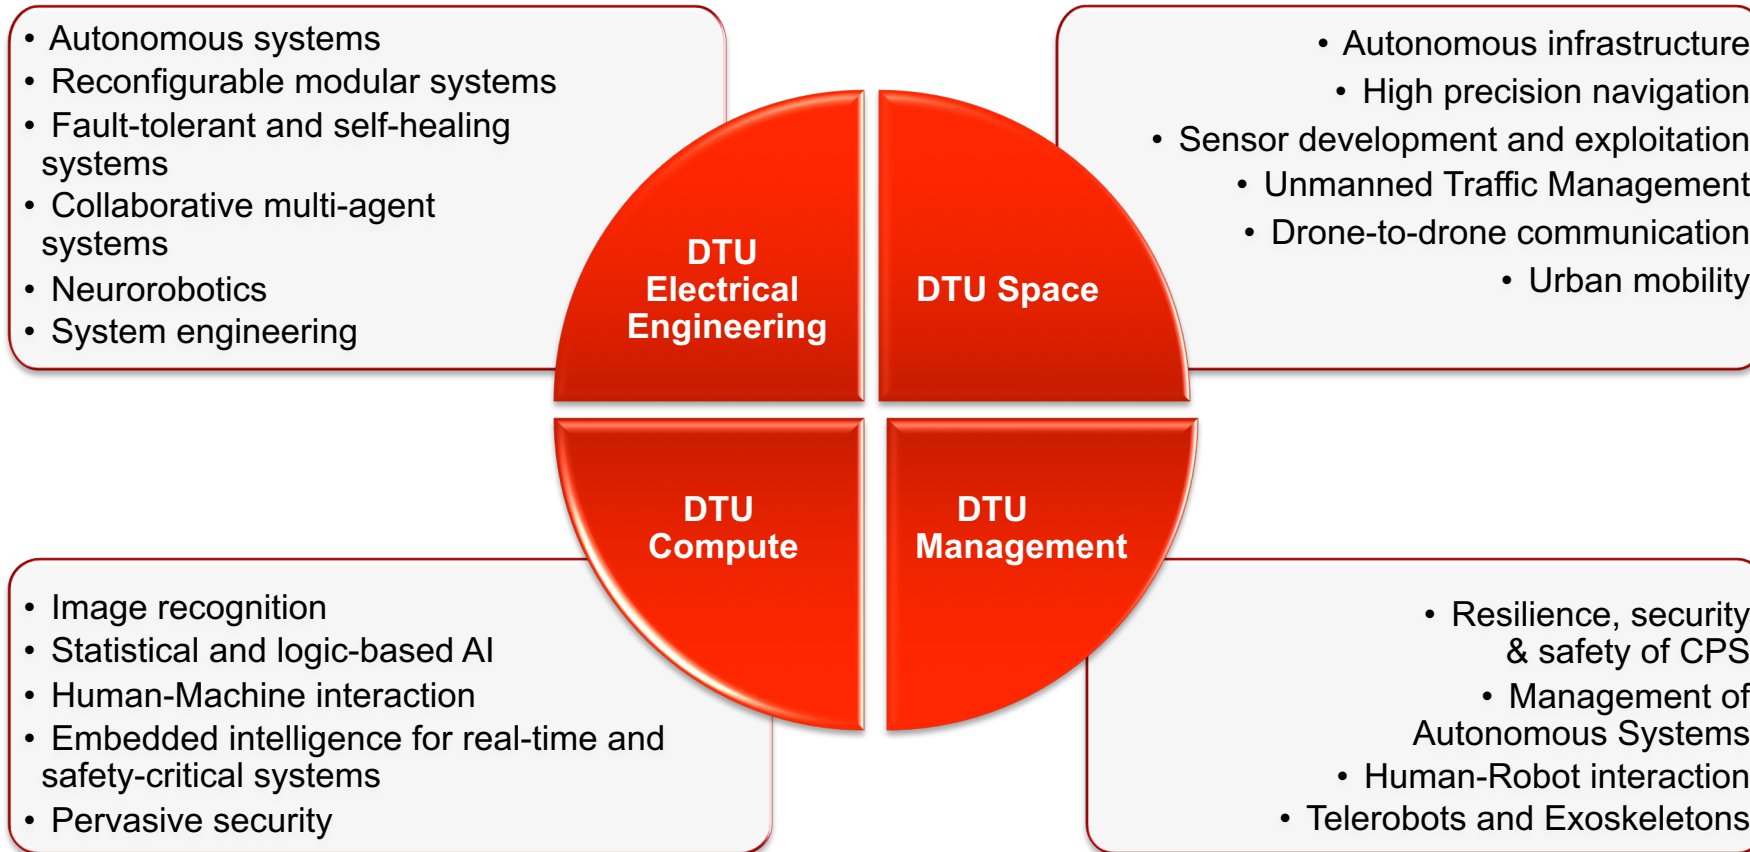 • Autonomous systems
• Reconfigurable modular systems
• Fault-tolerant and self-healing
systems
• Collaborative multi-agent
systems
• Neurorobotics
• System engineering
• Autonomous infrastructure
• High precision navigation
• Sensor development and exploitation
• Unmanned Traffic Management
• Drone-to-drone communication
• Urban mobility
DTU
Electrical
Engineering
DTU Space
DTU
Compute
DTU
Management
• Image recognition
• Statistical and logic-based AI
• Human-Machine interaction
• Embedded intelligence for real-time and
safety-critical systems
• Pervasive security
• Resilience, security
& safety of CPS
• Management of
Autonomous Systems
• Human-Robot interaction
• Telerobots and Exoskeletons